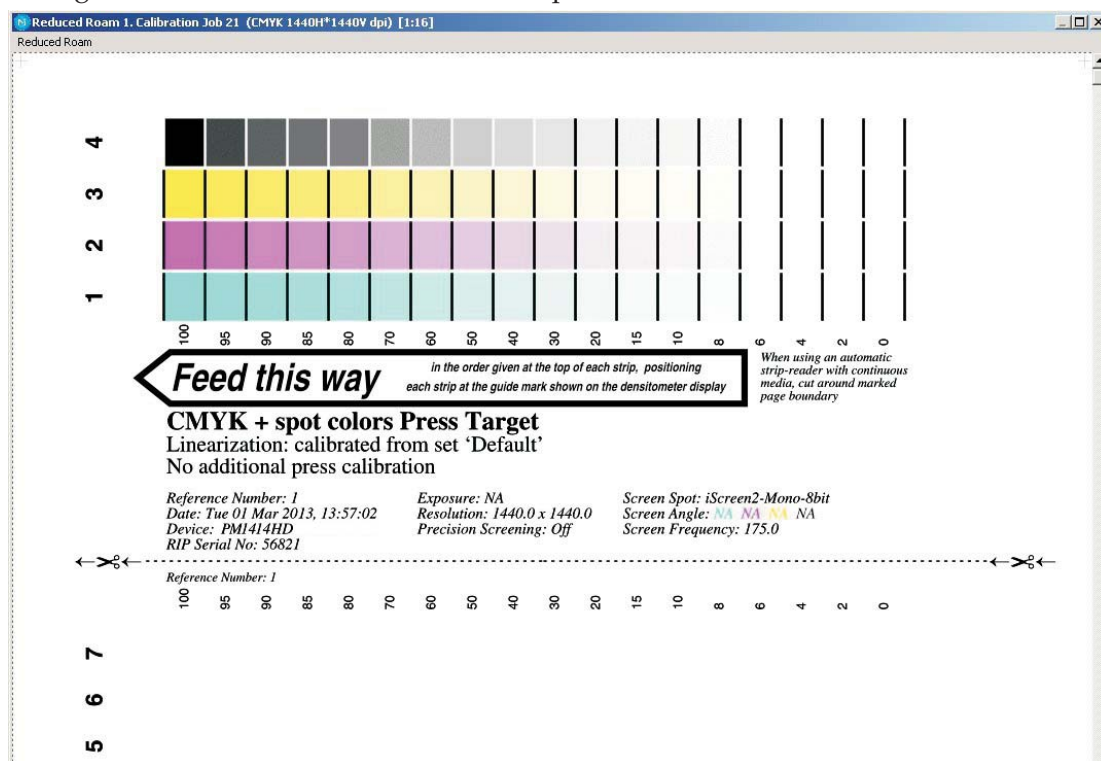 Reduced Roam 1. Calibration Job 21 (CMYK 1440H*1440V dpi) [1:16]
Reduced Roam
4
3
2
1
100 95 90 85 80 70 60 50 40 30 20 15 10 8 6 4 2 0
Feed this way
in the order given at the top of each strip, positioning
each strip at the guide mark shown on the densitometer display
When using an automatic
strip-reader with continuous
media, cut around marked
page boundary
CMYK + spot colors Press Target
Linearization: calibrated from set ‘Default’
No additional press calibration
Reference Number: 1
Date: Tue 01 Mar 2013, 13:57:02
Device: PM1414HD
RIP Serial No: 56821
Exposure: NA
Resolution: 1440.0 x 1440.0
Precision Screening: Off
Screen Spot: iScreen2-Mono-8bit
Screen Angle: NA NA NA NA
Screen Frequency: 175.0
Reference Number: 1
100 95 90 85 80 70 60 50 40 30 20 15 10 8 6 4 2 0
7
6
5